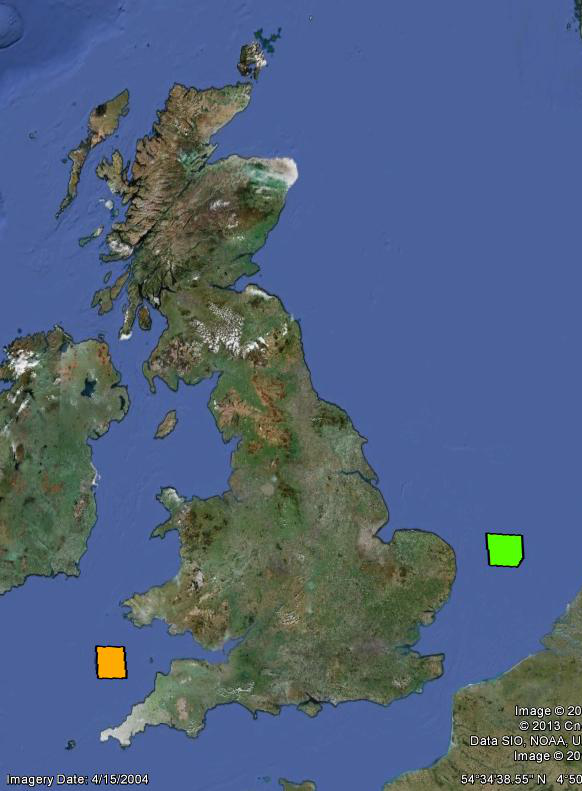 Image © 20
© 2013 Cn
Data SIO, NOAA, U
Image © 20
Imagery Date: 4/15/2004
54°34'38.55" N 4°50